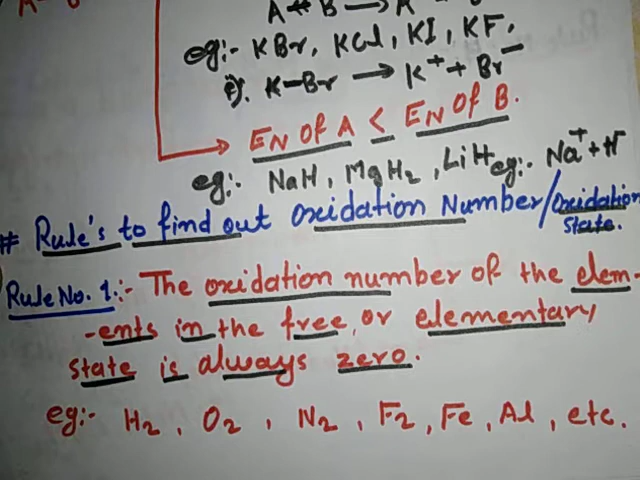 A # B → A
eg:- KBr, KCl, KI, KF,
K-Br → K⁺ + Br⁻
EN Of A < EN Of B.
eg:- NaH, MgH₂, LiH eg:- Na⁺ + H⁻
# Rule's to find out Oxidation Number/Oxidation State.
Rule No. 1:- The oxidation number of the elem-
-ents in the free or elementary
state is always zero.
eg:- H₂, O₂, N₂, F₂, Fe, Al, etc.